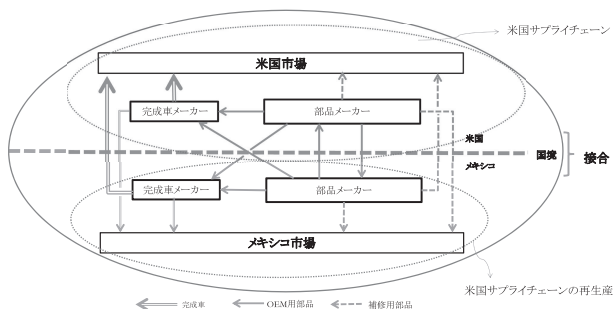 米国サプライチェーン
米国市場
完成車メーカー
部品メーカー
米国
国境
接合
メキシコ
完成車メーカー
部品メーカー
メキシコ市場
米国サプライチェーンの再生産
完成車
OEM用部品
補修用部品